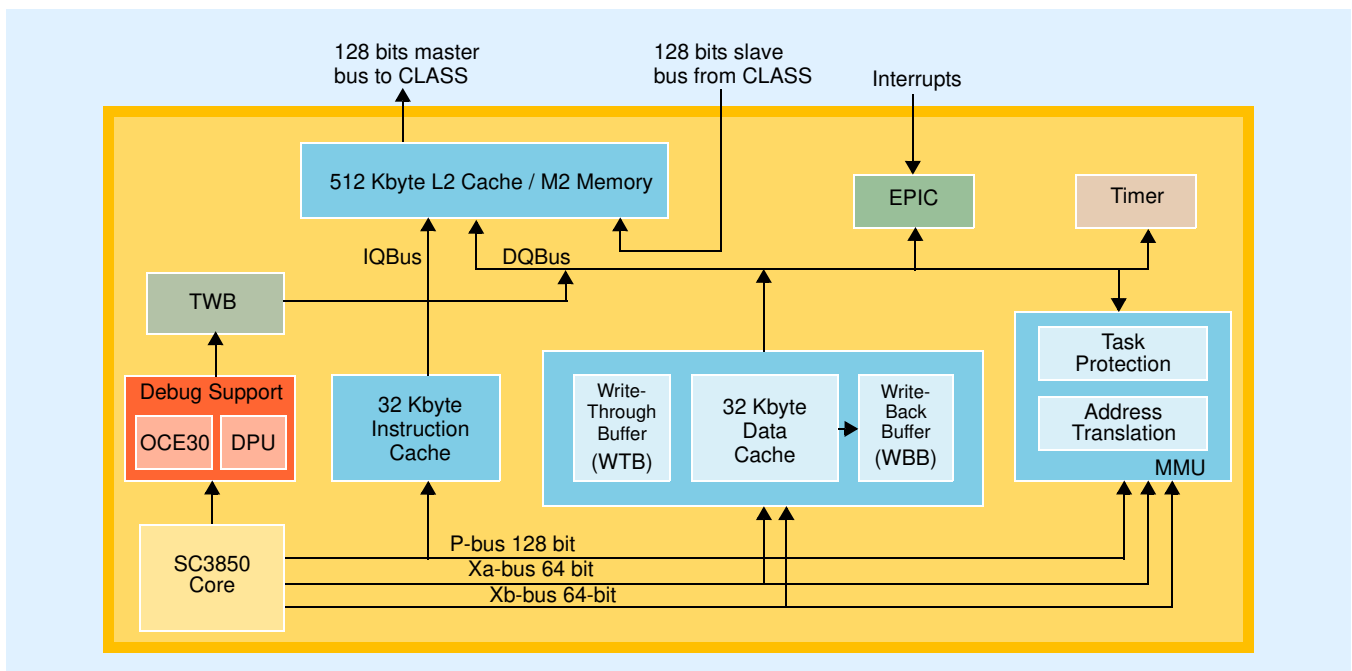 128 bits master
bus to CLASS
128 bits slave
bus from CLASS
Interrupts
512 Kbyte L2 Cache / M2 Memory
EPIC
Timer
IQBus
DQBus
TWB
Task
Protection
Address
Translation
MMU
Debug Support
OCE30
DPU
32 Kbyte
Instruction
Cache
Write-
Through
Buffer
(WTB)
32 Kbyte
Data
Cache
Write-
Back
Buffer
(WBB)
SC3850
Core
P-bus 128 bit
Xa-bus 64 bit
Xb-bus 64-bit